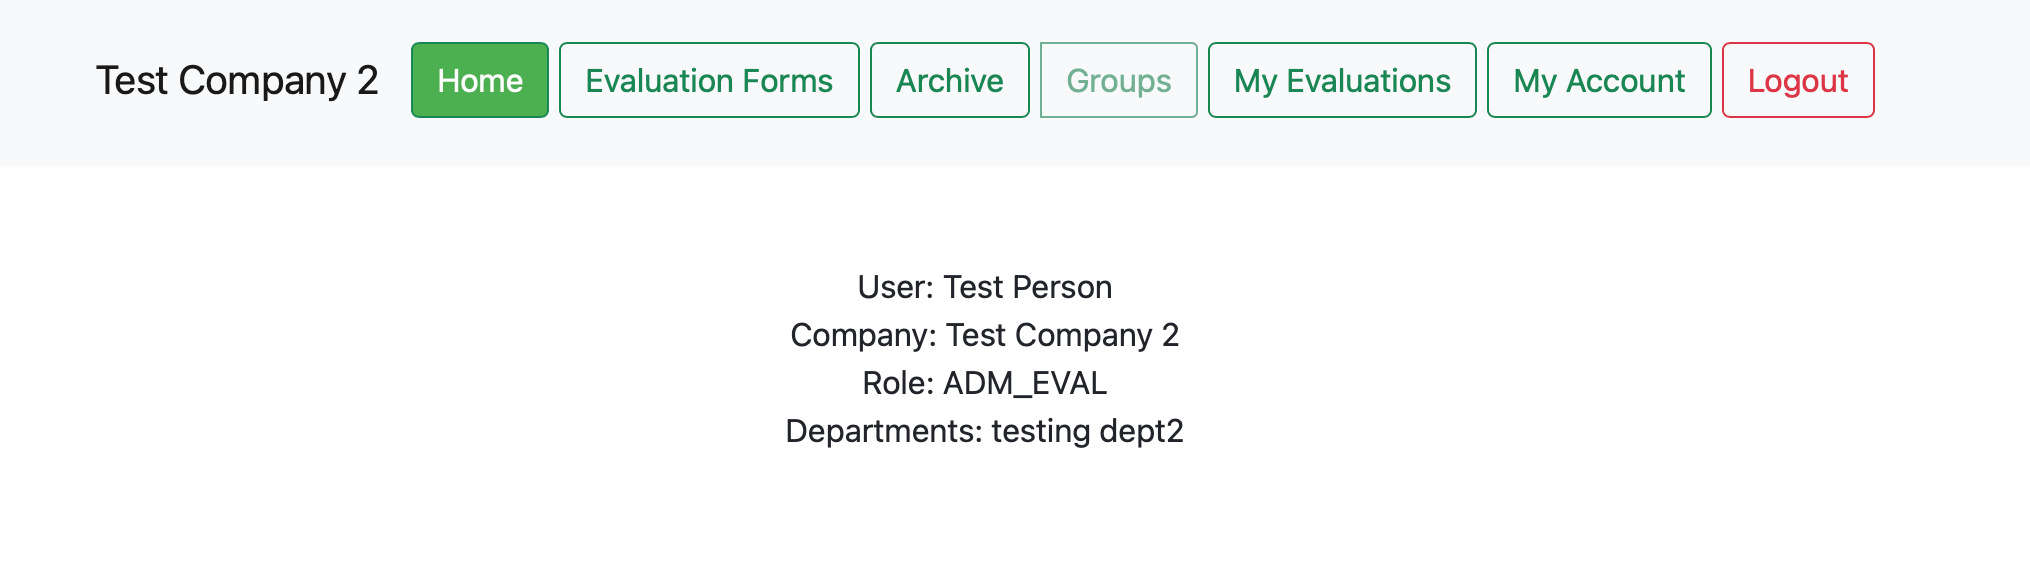 Test Company 2 Home Evaluation Forms Archive Groups My Evaluations My Account Logout
User: Test Person
Company: Test Company 2
Role: ADM_EVAL
Departments: testing dept2